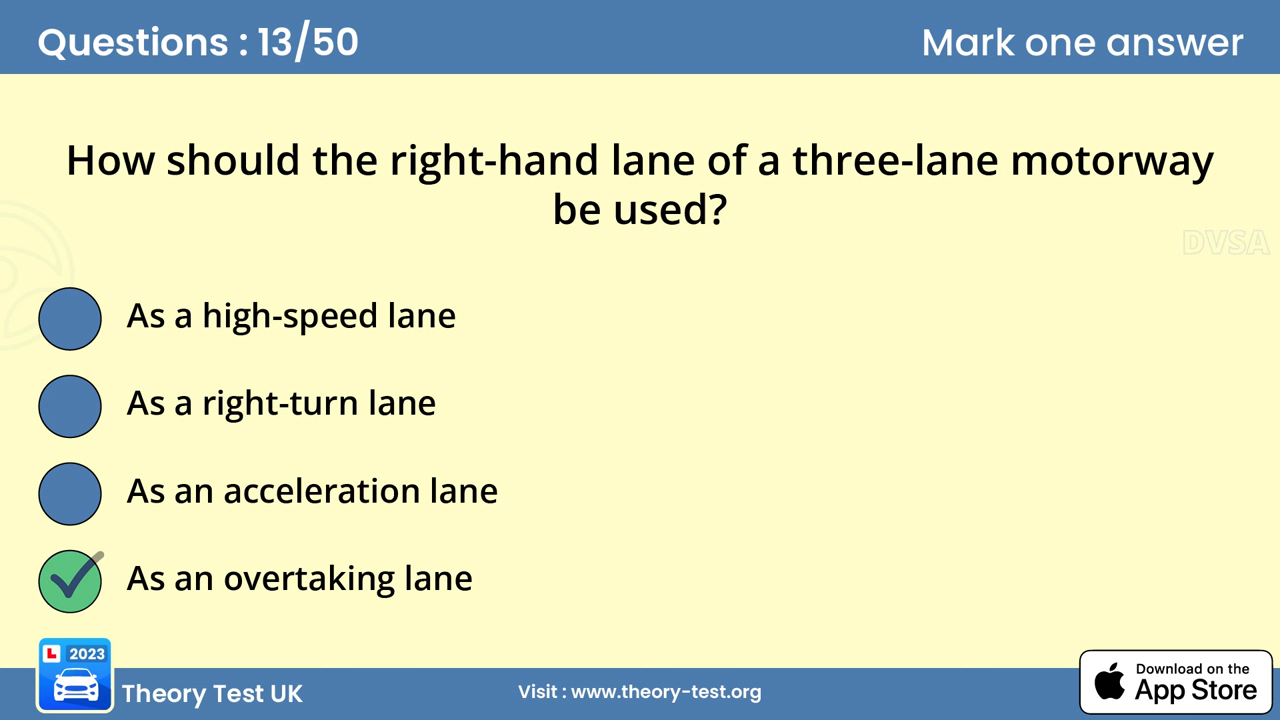 Questions : 13/50
Mark one answer
How should the right-hand lane of a three-lane motorway
be used?
DVSA
As a high-speed lane
As a right-turn lane
As an acceleration lane
As an overtaking lane
L 2023
Theory Test UK
Visit : www.theory-test.org
Download on the
App Store